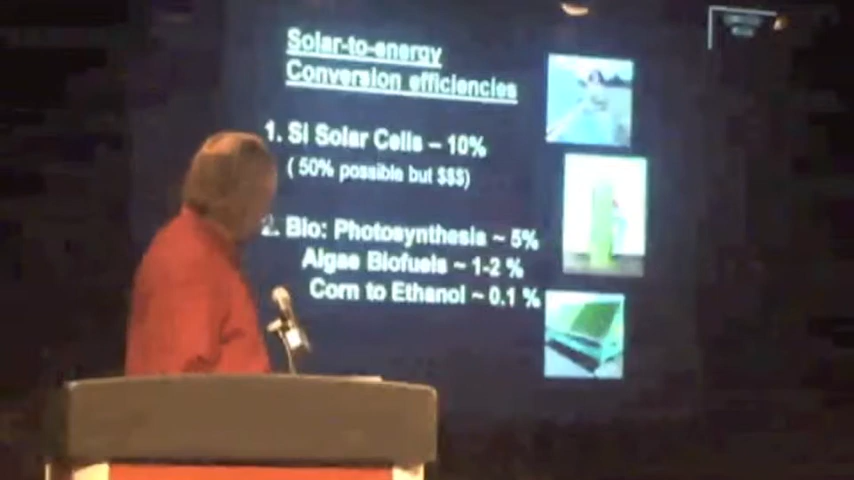 Solar-to-energy
Conversion efficiencies
1. Si Solar Cells – 10%
( 50% possible but $$$)
2. Bio: Photosynthesis ~ 5%
Algae Biofuels ~ 1-2 %
Corn to Ethanol ~ 0.1 %